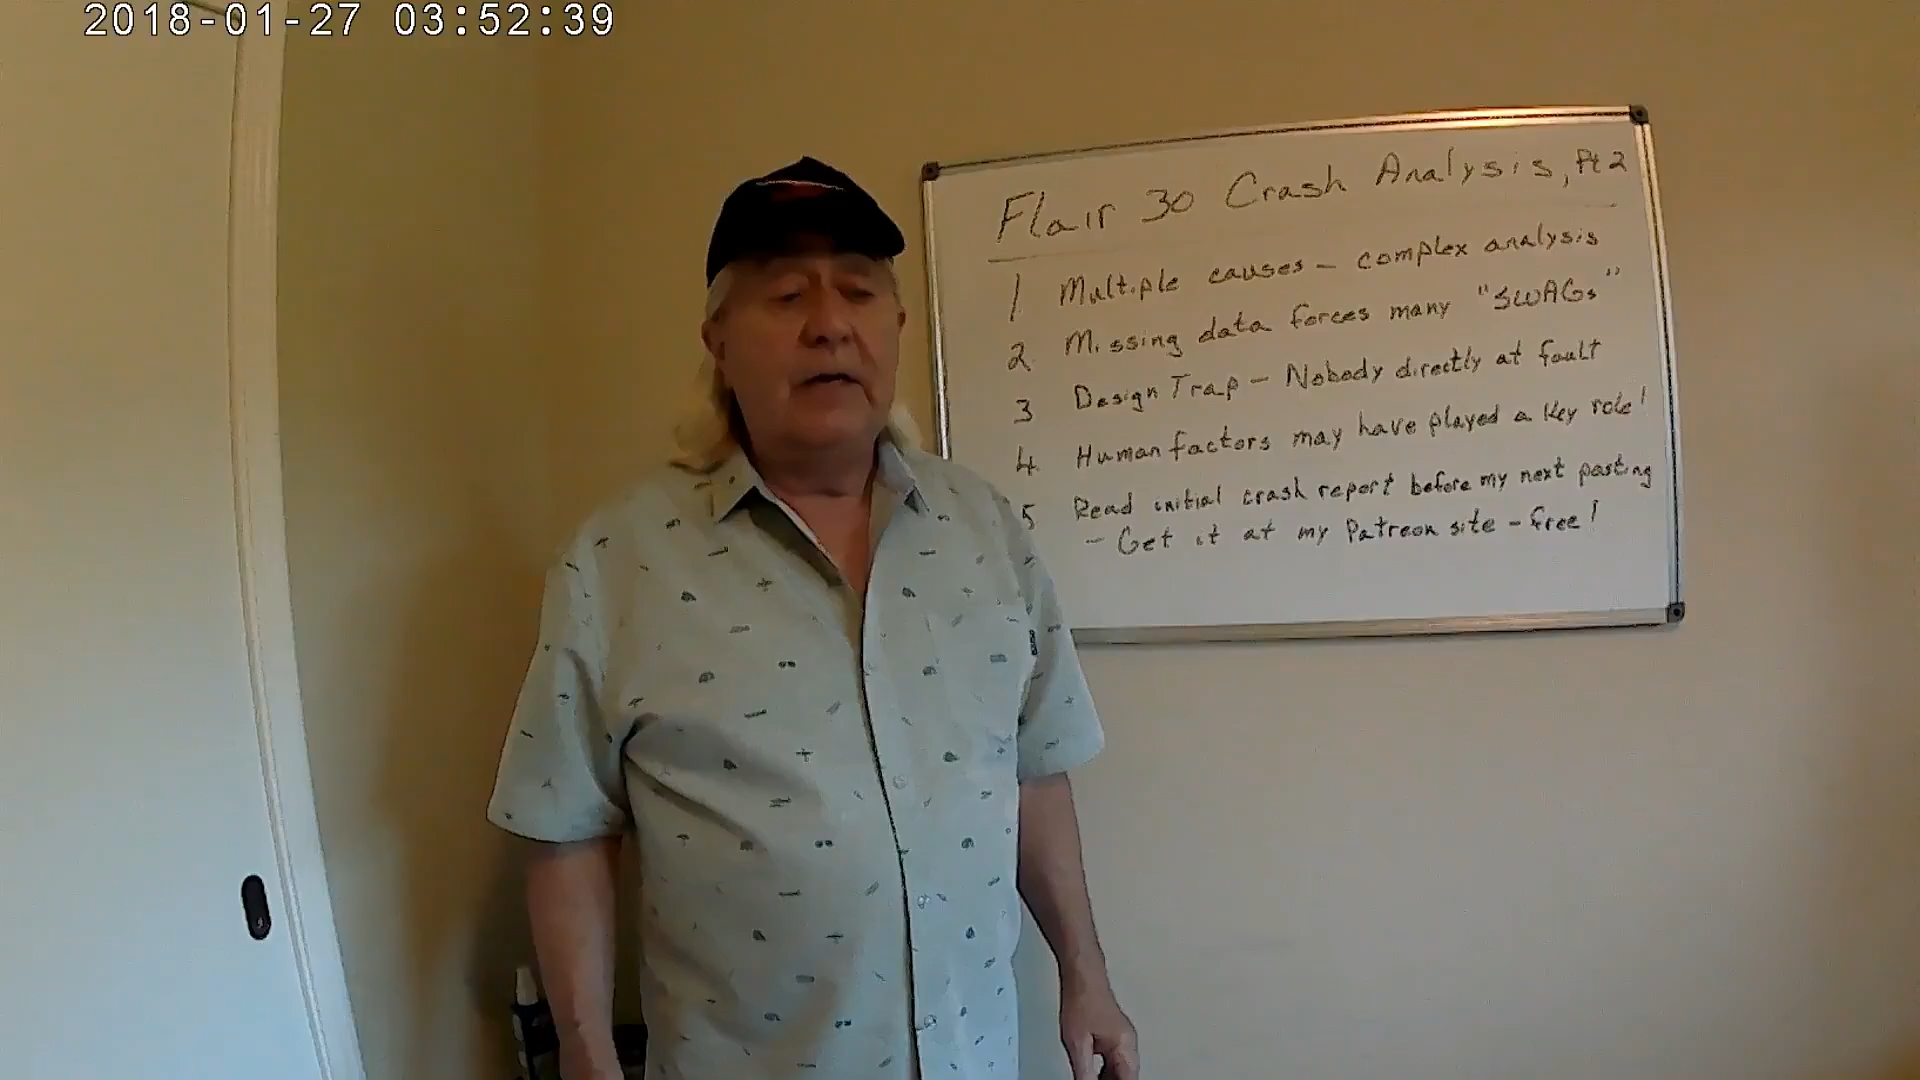 2018-01-27 03:52:39
Flair 30 Crash Analysis, Pt 2
1 Multiple causes - complex analysis
2. Missing data forces many "SWAGs"
3 Design Trap - Nobody directly at fault
4. Human factors may have played a key role!
5 Read initial crash report before my next posting
- Get it at my Patreon site - free!